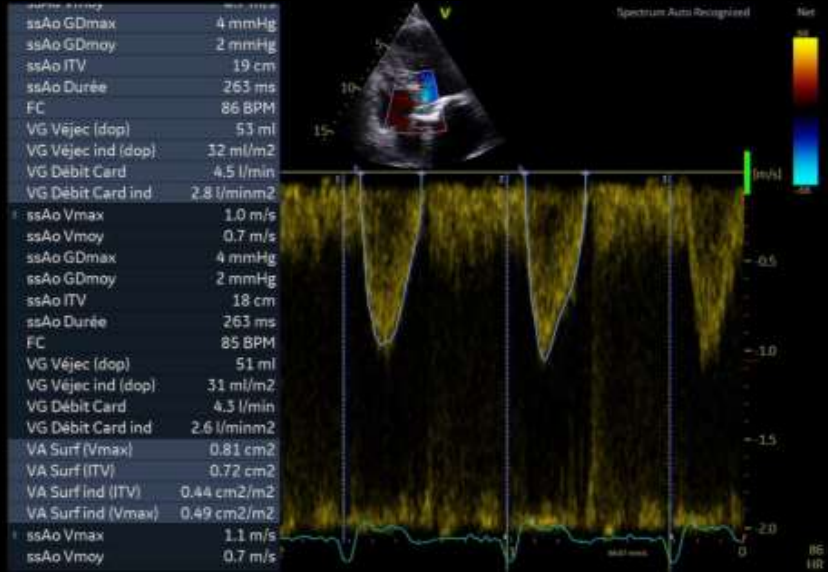 ssAo GDmax 4 mmHg
ssAo GDmoy 2 mmHg
ssAo ITV 19 cm
ssAo Durée 263 ms
FC 86 BPM
VG Véjec (dop) 53 ml
VG Véjec ind (dop) 32 ml/m2
VG Débit Card 4.5 l/min
VG Débit Card ind 2.8 l/minm2
ssAo Vmax 1.0 m/s
ssAo Vmoy 0.7 m/s
ssAo GDmax 4 mmHg
ssAo GDmoy 2 mmHg
ssAo ITV 18 cm
ssAo Durée 263 ms
FC 85 BPM
VG Véjec (dop) 51 ml
VG Véjec ind (dop) 31 ml/m2
VG Débit Card 4.3 l/min
VG Débit Card ind 2.6 l/minm2
VA Surf (Vmax) 0.81 cm2
VA Surf (ITV) 0.72 cm2
VA Surf ind (ITV) 0.44 cm2/m2
VA Surf ind (Vmax) 0.49 cm2/m2
ssAo Vmax 1.1 m/s
ssAo Vmoy 0.7 m/s
V
5
10
15
Spectrum Auto Recognized
Net
[m/s]
-0.5
-1.0
-1.5
-2.0
0
86
HR